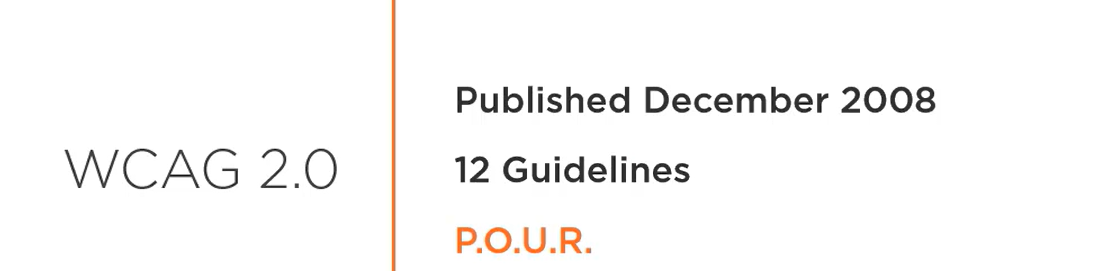 WCAG 2.0
Published December 2008
12 Guidelines
P.O.U.R.